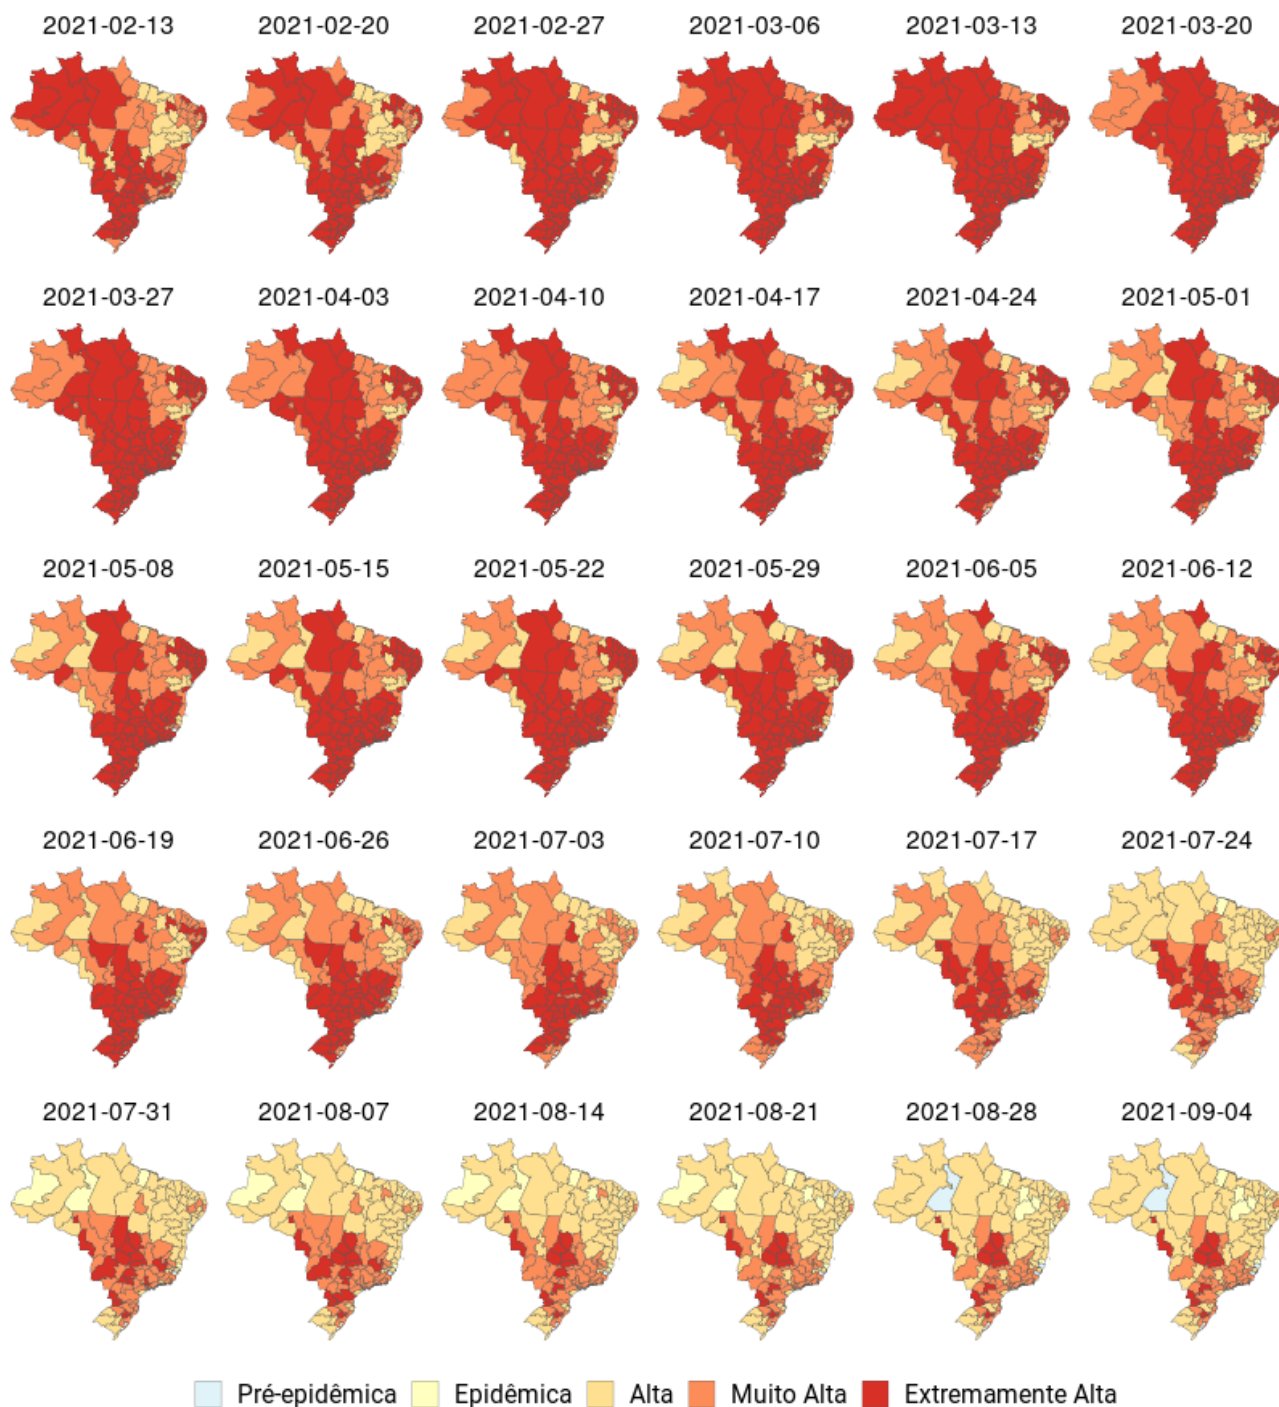 2021-02-13 2021-02-20 2021-02-27 2021-03-06 2021-03-13 2021-03-20
2021-03-27 2021-04-03 2021-04-10 2021-04-17 2021-04-24 2021-05-01
2021-05-08 2021-05-15 2021-05-22 2021-05-29 2021-06-05 2021-06-12
2021-06-19 2021-06-26 2021-07-03 2021-07-10 2021-07-17 2021-07-24
2021-07-31 2021-08-07 2021-08-14 2021-08-21 2021-08-28 2021-09-04
Pré-epidêmica Epidêmica Alta Muito Alta Extremamente Alta